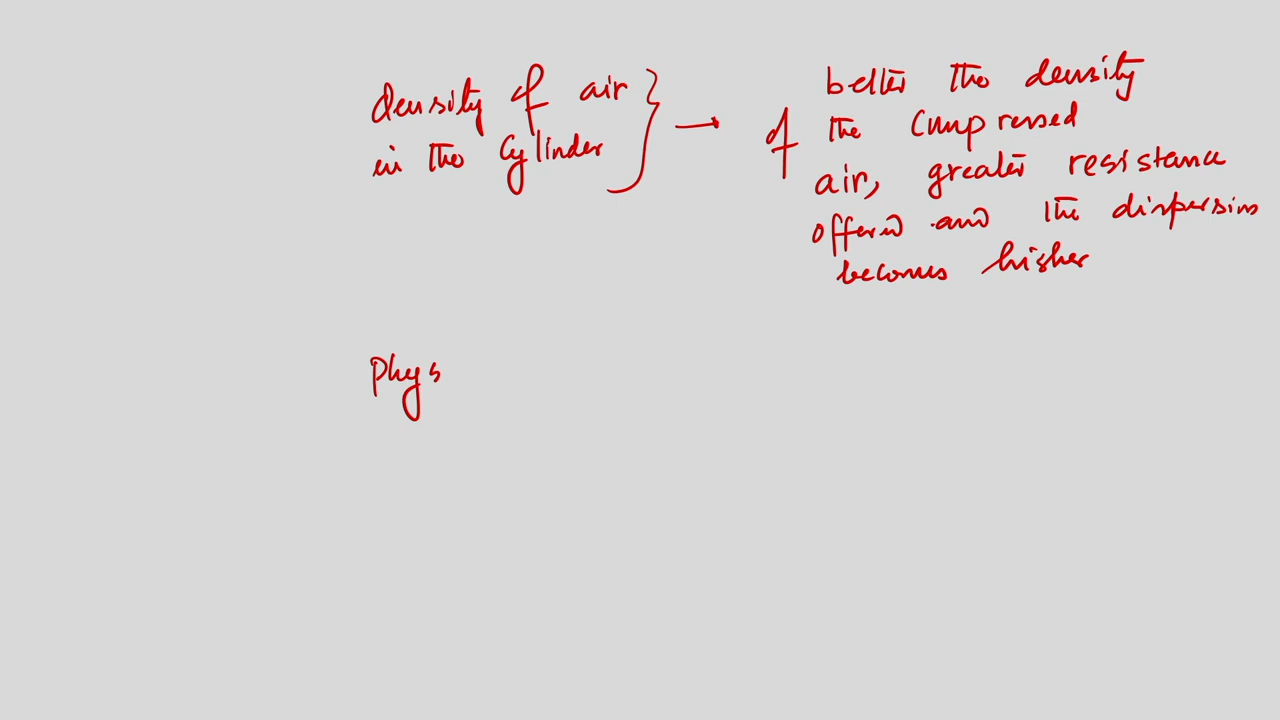 density of air
in the cylinder
better the density
of the compressed
air, greater resistance
offered and the dispersion
becomes higher
Phys